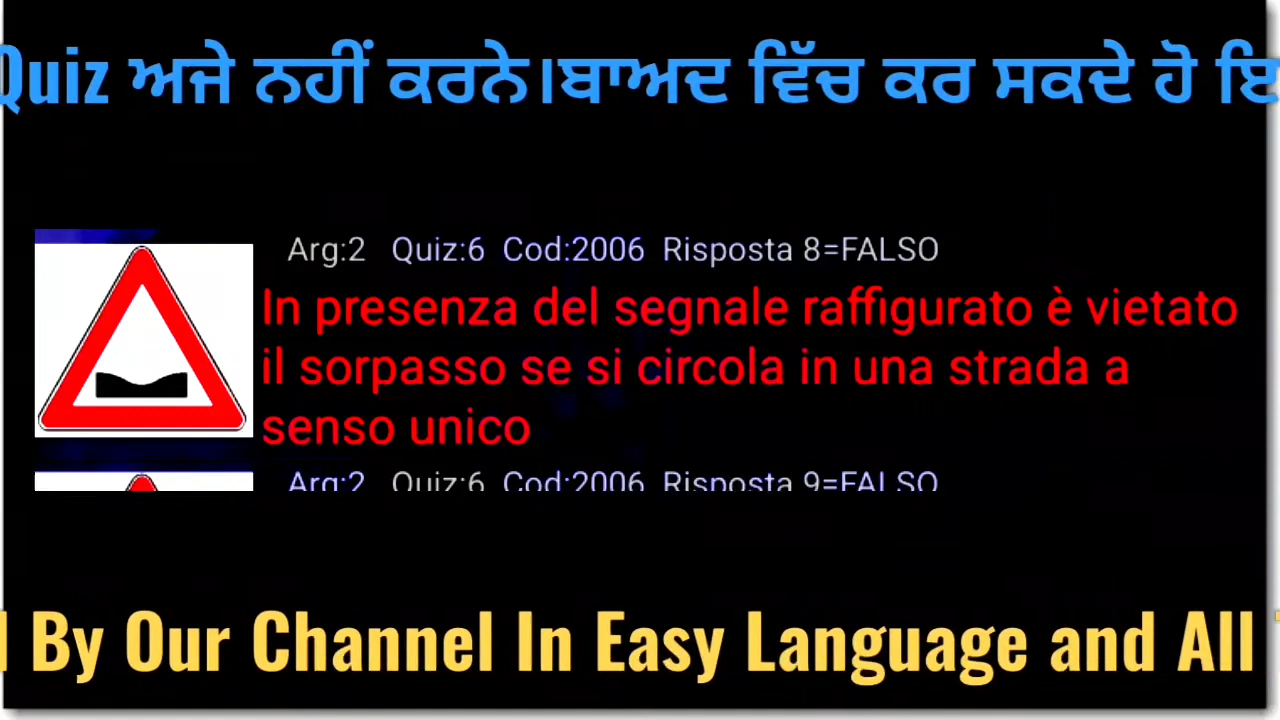 Quiz ਅਜੇ ਨਹੀਂ ਕਰਨੇ।ਬਾਅਦ ਵਿੱਚ ਕਰ ਸਕਦੇ ਹੋ
Arg:2 Quiz:6 Cod:2006 Risposta 8=FALSO
In presenza del segnale raffigurato è vietato
il sorpasso se si circola in una strada a
senso unico
Arg:2 Quiz:6 Cod:2006 Risposta 9=FALSO
By Our Channel In Easy Language and All